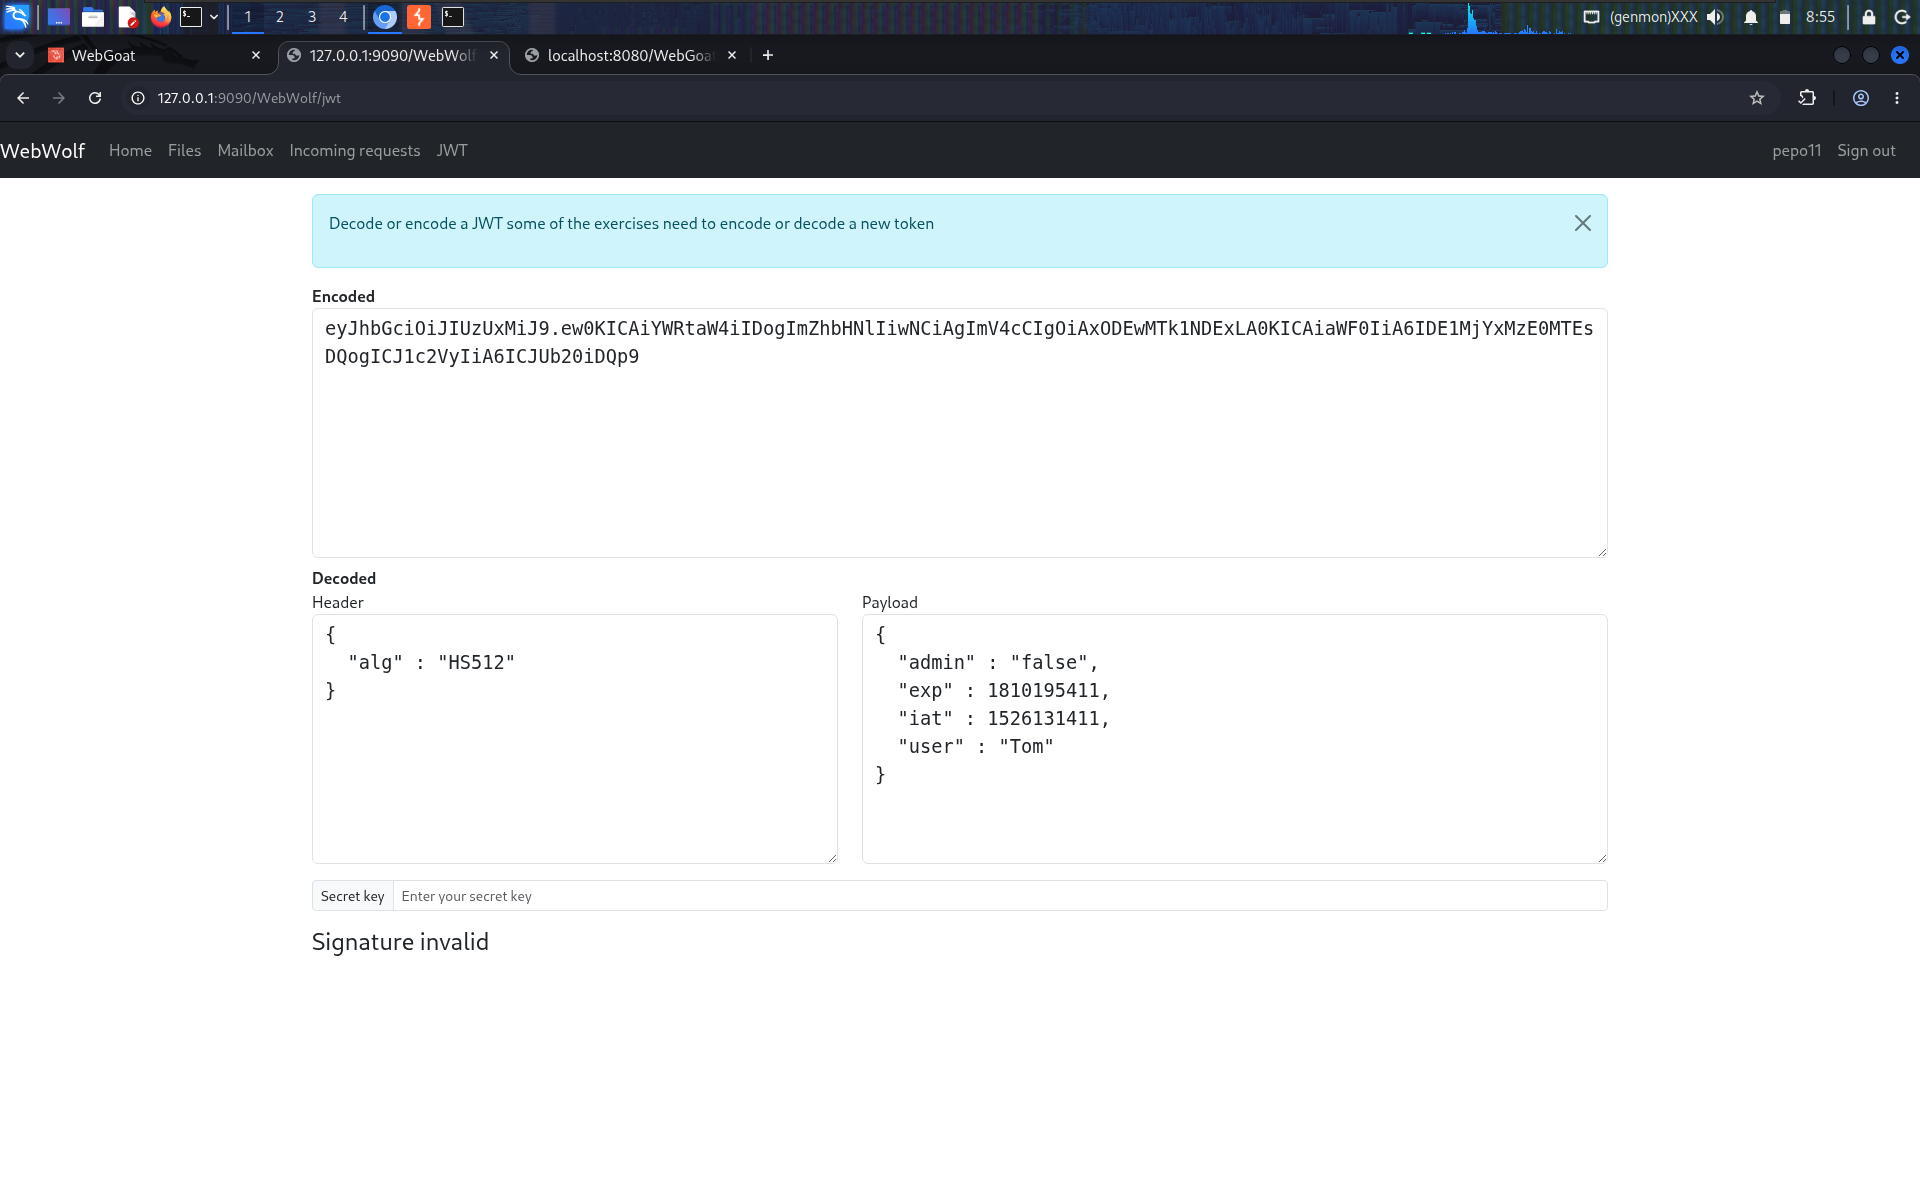 1 2 3 4 (genmon)XXX 8:55
WebGoat 127.0.0.1:9090/WebWolf localhost:8080/WebGoat
127.0.0.1:9090/WebWolf/jwt
WebWolf Home Files Mailbox Incoming requests JWT pepo11 Sign out
Decode or encode a JWT some of the exercises need to encode or decode a new token
Encoded
eyJhbGciOiJIUzUxMiJ9.ew0KICAiYWRtaW4iIDogImZhbHNlIiwNCiAgImV4cCIgOiAxODEwMTk1NDExLA0KICAiaWF0IiA6IDE1MjYxMzE0MTEs
DQogICJ1c2VyIiA6ICJUb20iDQp9
Decoded
Header Payload
{
"alg" : "HS512"
}
{
"admin" : "false",
"exp" : 1810195411,
"iat" : 1526131411,
"user" : "Tom"
}
Secret key Enter your secret key
Signature invalid